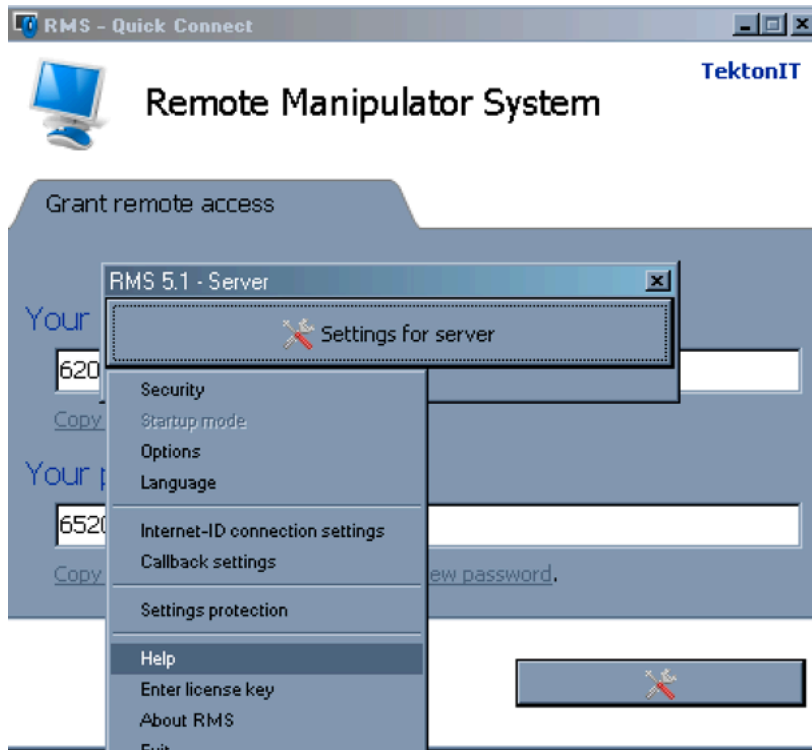 RMS - Quick Connect
TektonIT
Remote Manipulator System
Grant remote access
RMS 5.1 - Server
Your
Settings for server
620
Security
Copy
Startup mode
Options
Your
Language
652
Internet-ID connection settings
Callback settings
Copy
ew password.
Settings protection
Help
Enter license key
About RMS
Exit